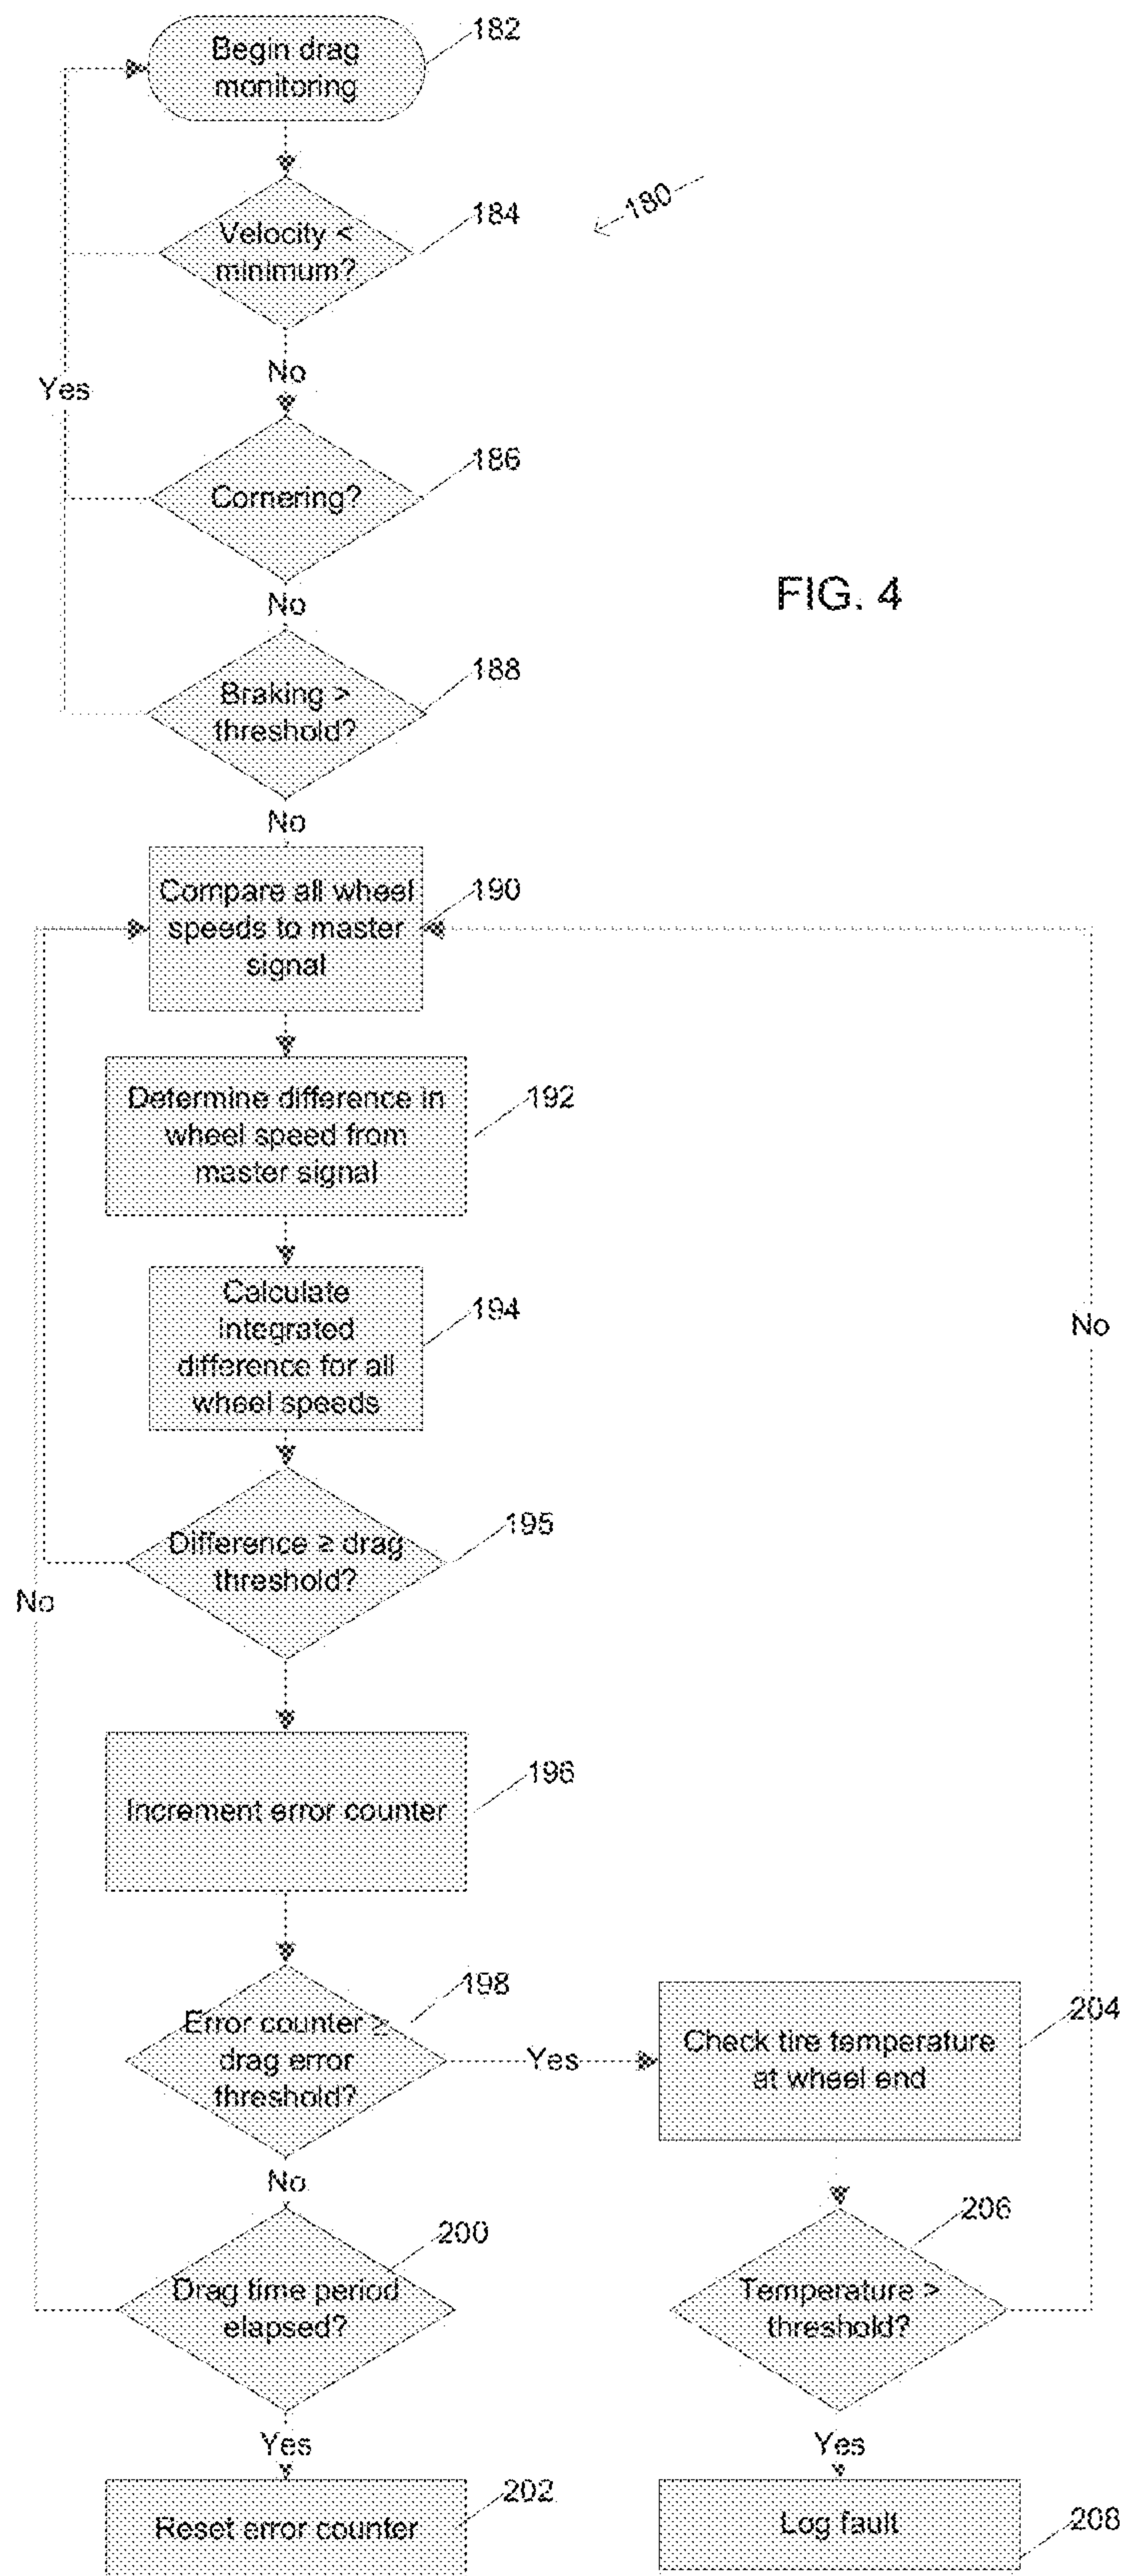 Begin drag
monitoring
182
180
Velocity <
minimum?
184
No
Yes
Cornering?
186
FIG. 4
No
Braking >
threshold?
188
No
Compare all wheel
speeds to master
signal
190
Determine difference in
wheel speed from
master signal
192
Calculate
integrated
difference for all
wheel speeds
194
No
Difference ≥ drag
threshold?
195
No
Increment error counter
196
Error counter ≥
drag error
threshold?
198
Yes
Check tire temperature
at wheel end
204
No
Drag time period
elapsed?
200
Temperature >
threshold?
206
Yes
Yes
Reset error counter
202
Log fault
208